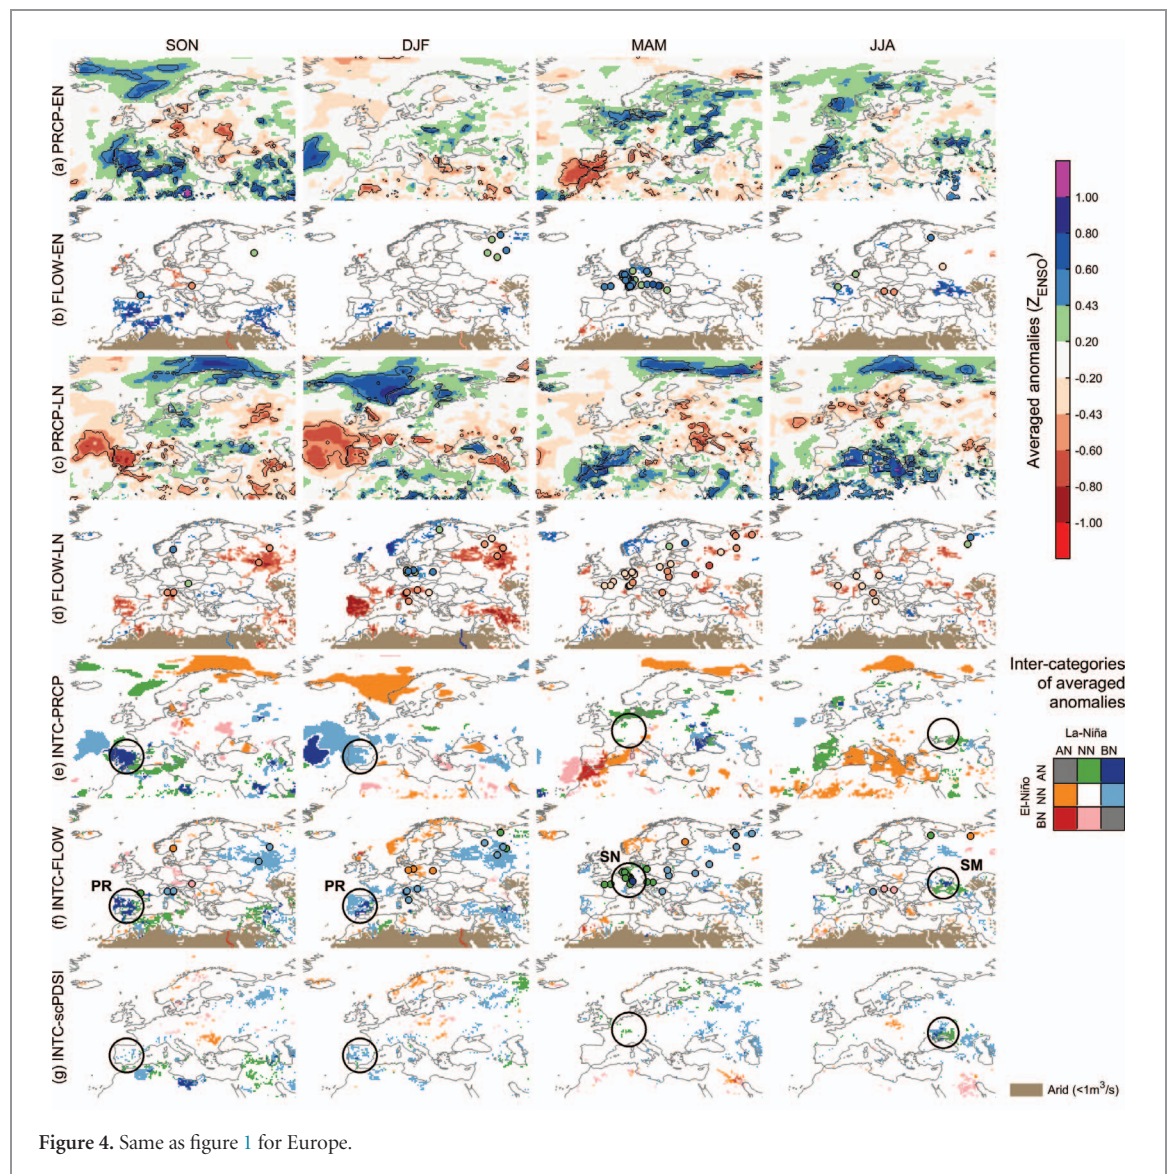 SON DJF MAM JJA
(a) PRCP-EN
(b) FLOW-EN
(c) PRCP-LN
(d) FLOW-LN
(e) INTC-PRCP
(f) INTC-FLOW
(g) INTC-scPDSI
PR
PR
SN
SM
Averaged anomalies (ZENSO)
1.00
0.80
0.60
0.43
0.20
-0.20
-0.43
-0.60
-0.80
-1.00
Inter-categories
of averaged
anomalies
La-Niña
AN NN BN
El-Niño
BN NN AN
Arid (<1m³/s)
Figure 4. Same as figure 1 for Europe.